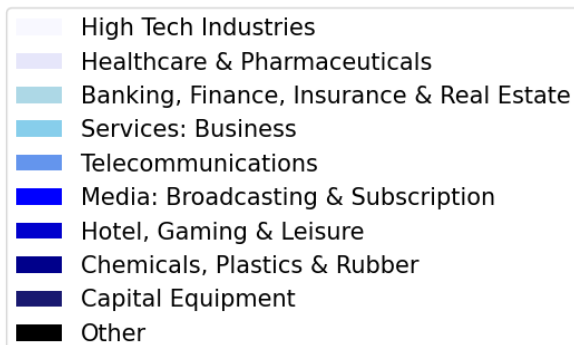 High Tech Industries
Healthcare & Pharmaceuticals
Banking, Finance, Insurance & Real Estate
Services: Business
Telecommunications
Media: Broadcasting & Subscription
Hotel, Gaming & Leisure
Chemicals, Plastics & Rubber
Capital Equipment
Other